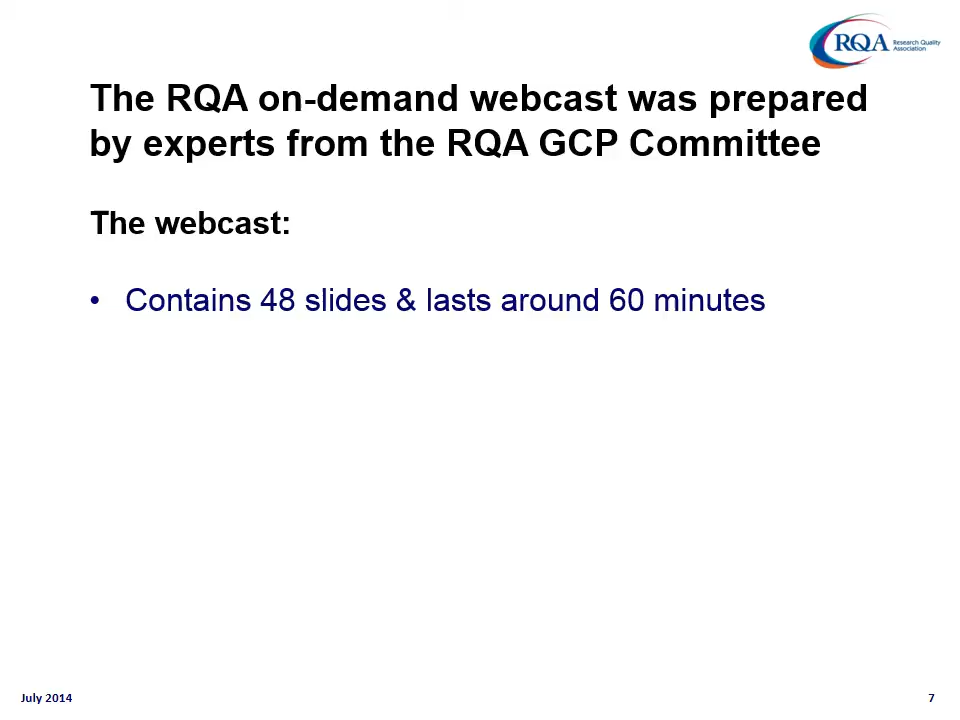 RQA Research Quality
Association
The RQA on-demand webcast was prepared
by experts from the RQA GCP Committee
The webcast:
• Contains 48 slides & lasts around 60 minutes
July 2014
7